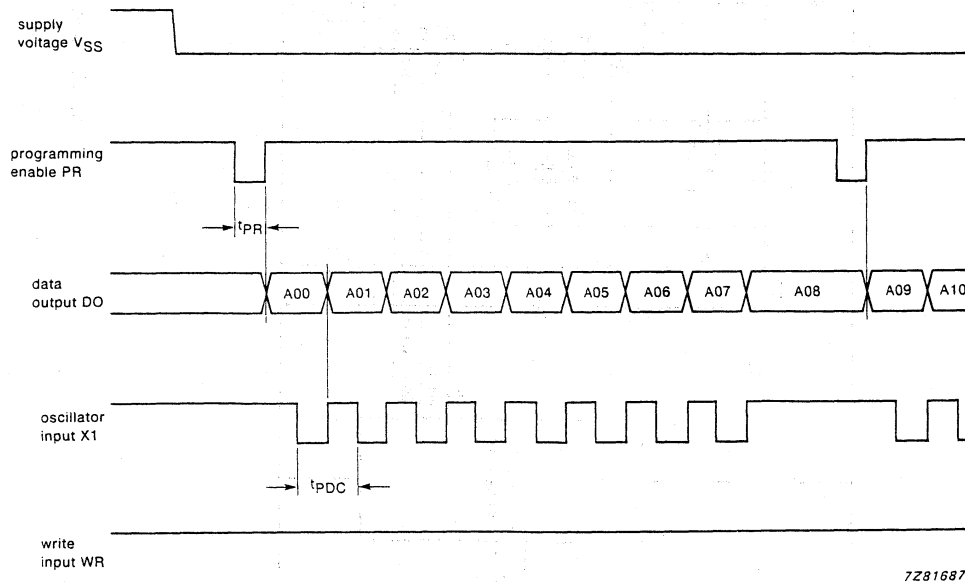 supply
voltage VSS
programming
enable PR
tPR
data
output DO
A00 A01 A02 A03 A04 A05 A06 A07 A08 A09 A10
oscillator
input X1
tPDC
write
input WR
7Z81687